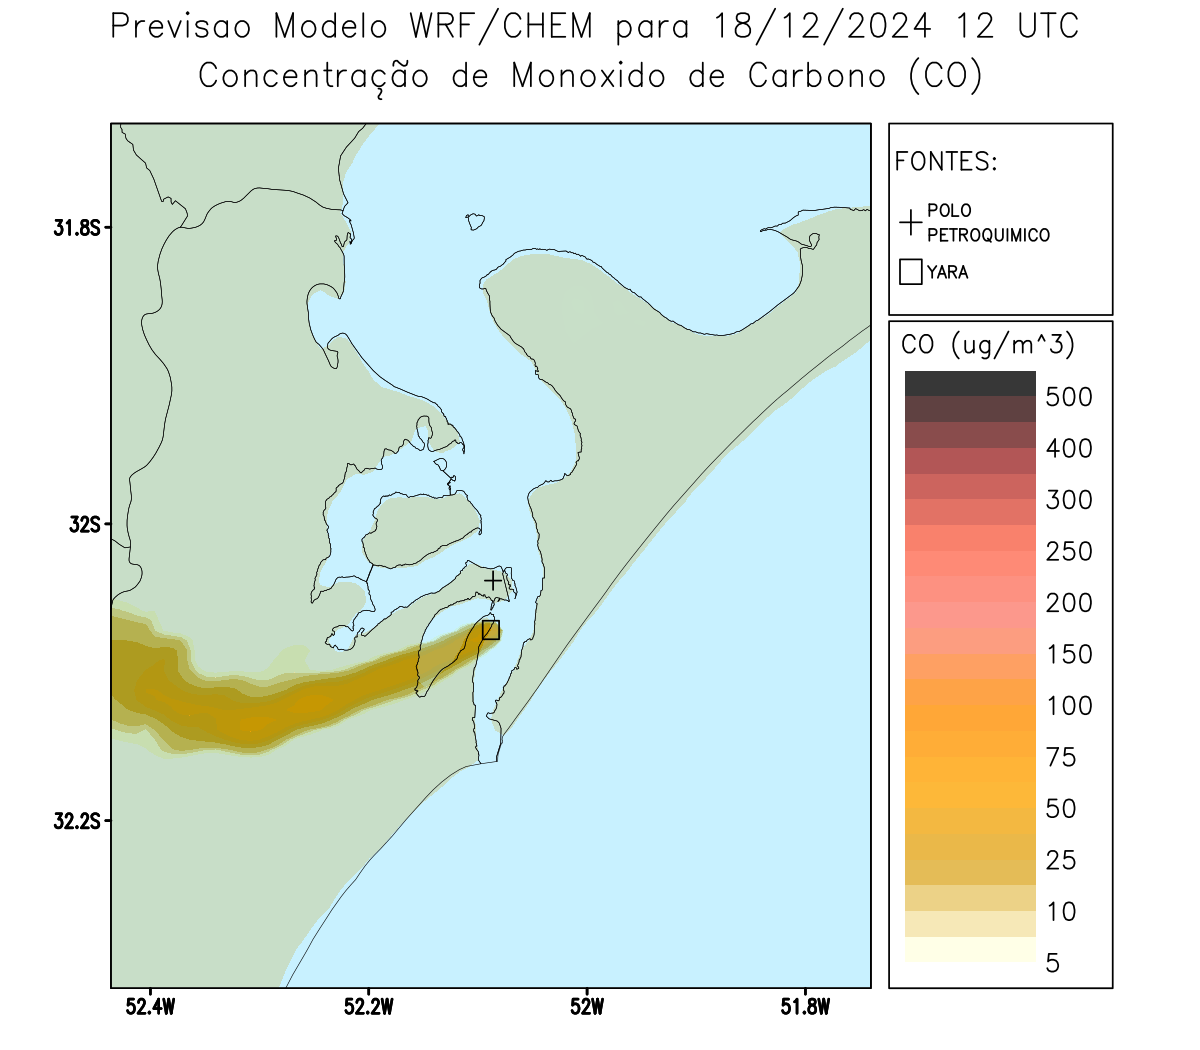 Previsao Modelo WRF/CHEM para 18/12/2024 12 UTC
Concentração de Monoxido de Carbono (CO)
FONTES:
POLO
PETROQUIMICO
YARA
CO (ug/m^3)
500
400
300
250
200
150
100
75
50
25
10
5
31.8S
32S
32.2S
52.4W
52.2W
52W
51.8W